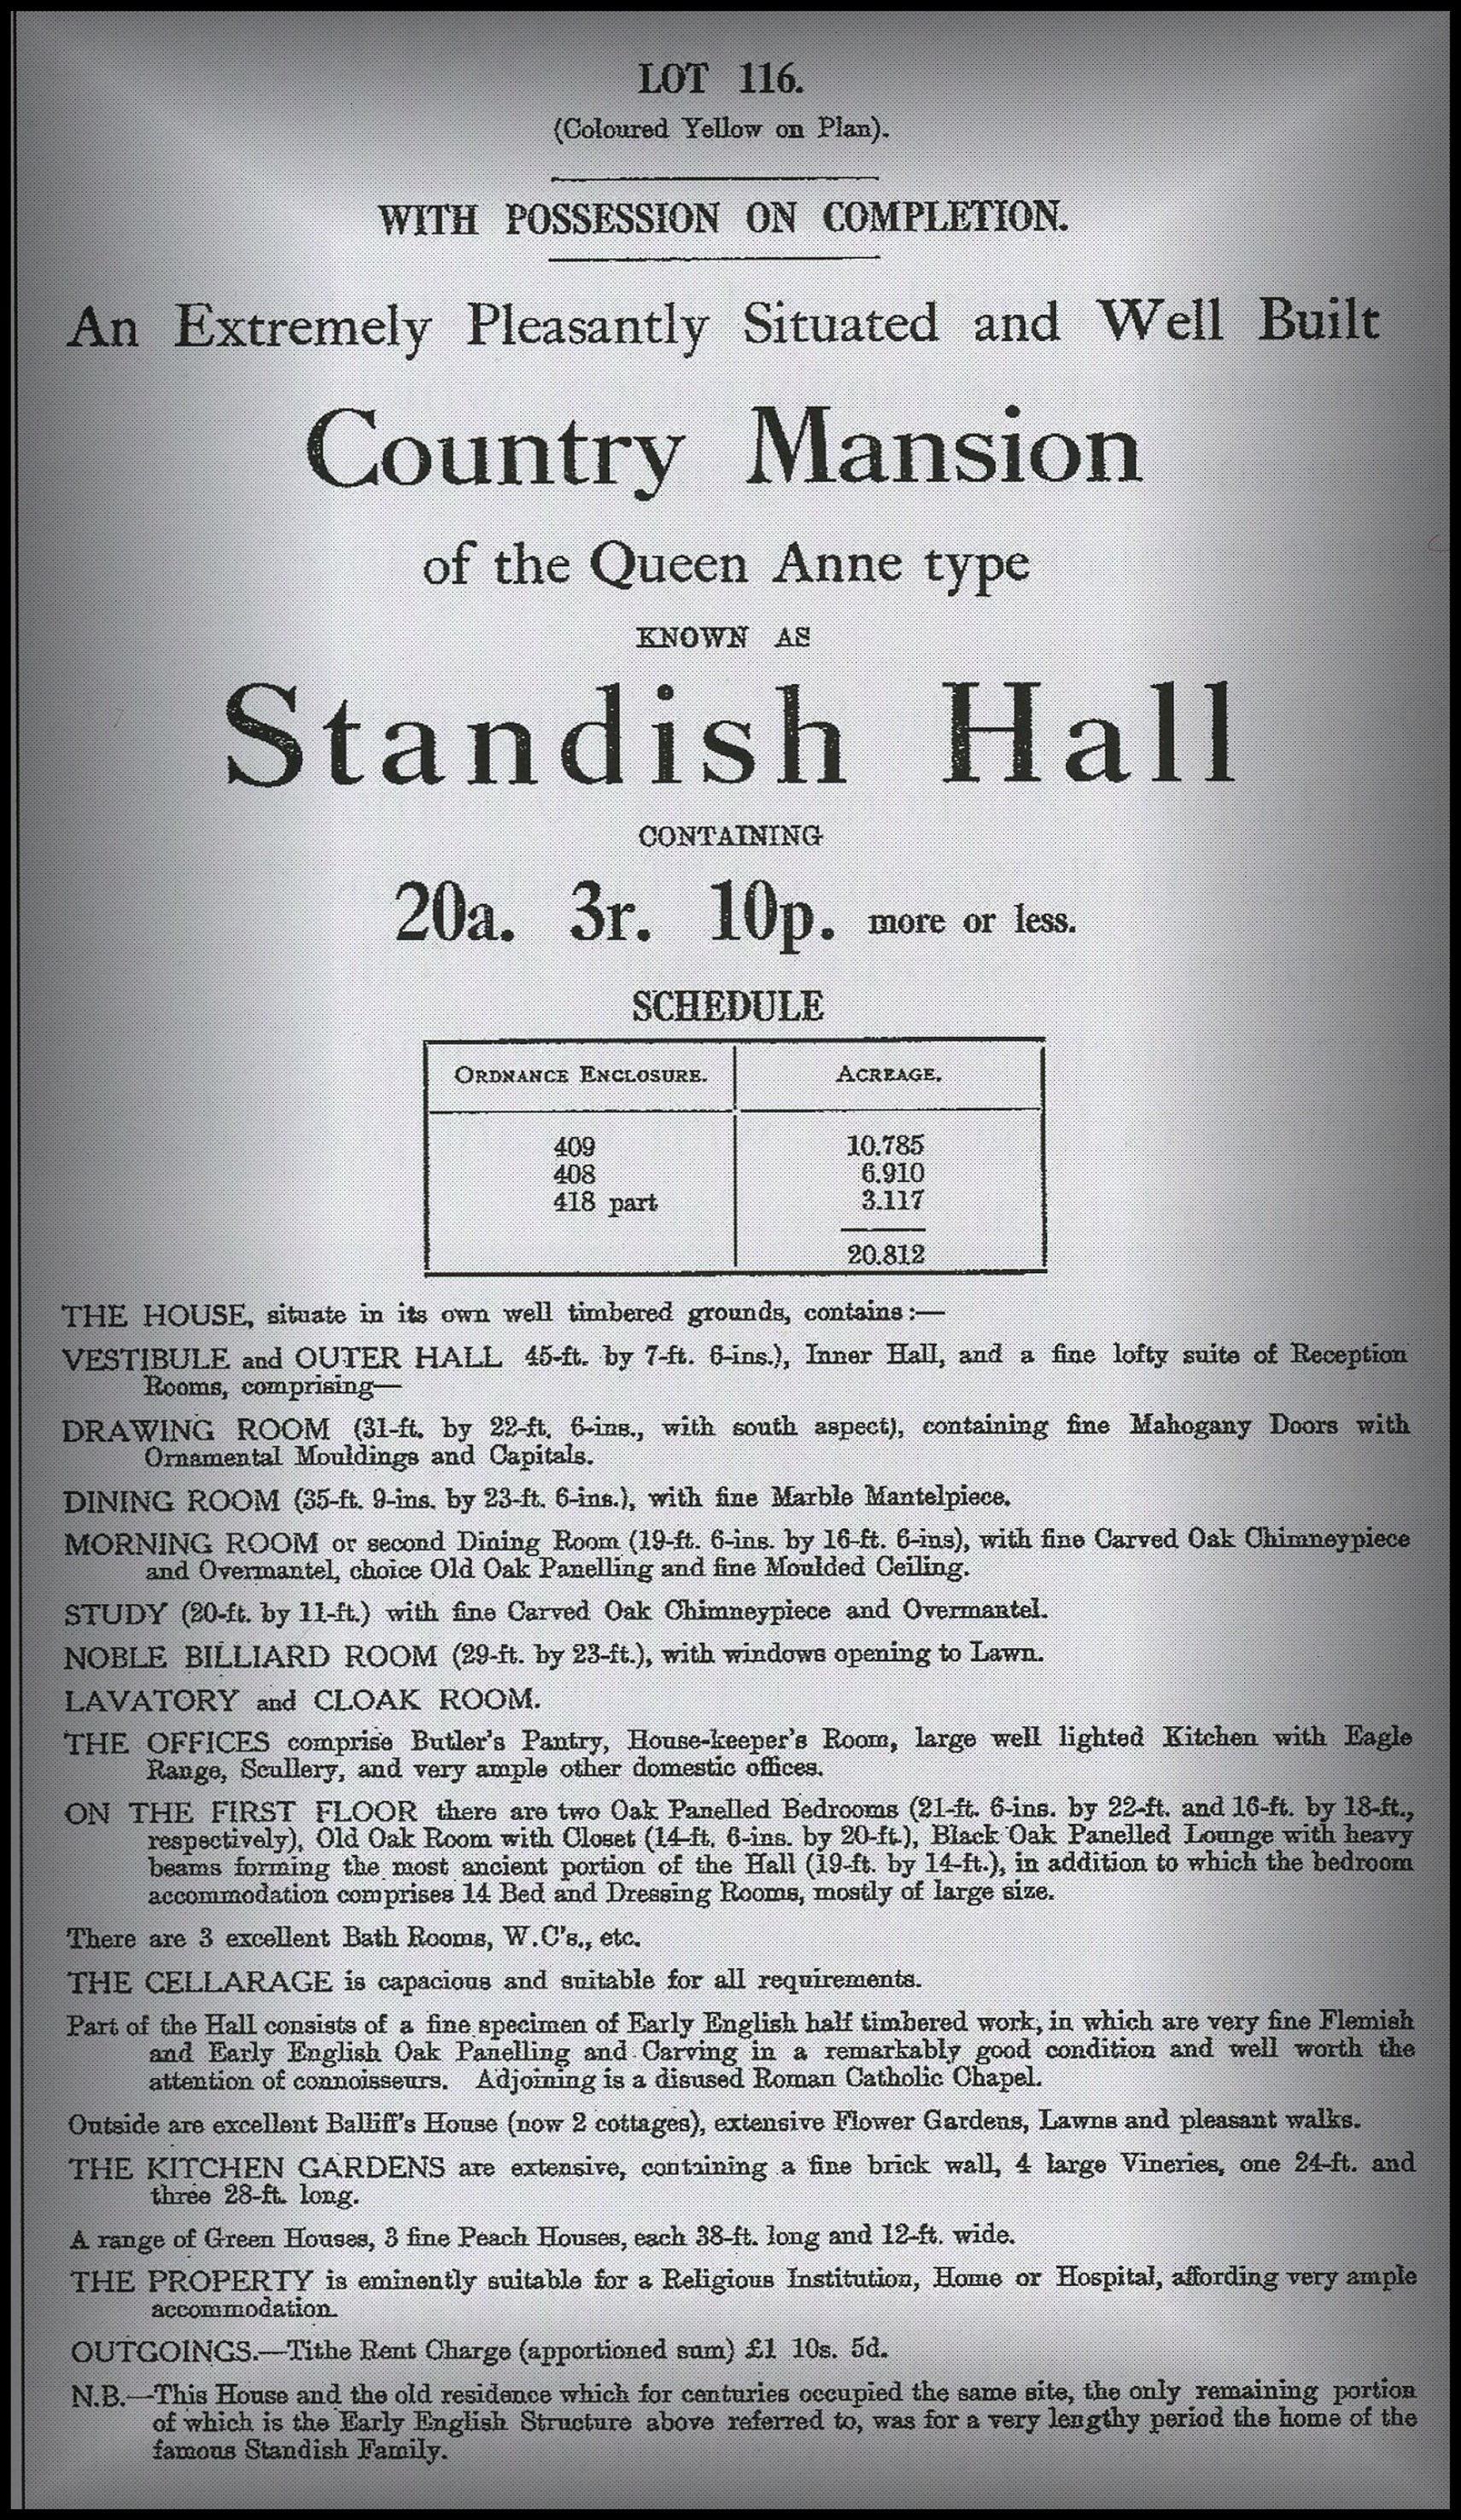 LOT 116.
(Coloured Yellow on Plan).
WITH POSSESSION ON COMPLETION.
An Extremely Pleasantly Situated and Well Built
Country Mansion
of the Queen Anne type
KNOWN AS
Standish Hall
CONTAINING
20a. 3r. 10p. more or less.
SCHEDULE
ORDNANCE ENCLOSURE. ACREAGE.
409 10.785
408 6.910
418 part 3.117
20.812
THE HOUSE, situate in its own well timbered grounds, contains:—
VESTIBULE and OUTER HALL 45-ft. by 7-ft. 6-ins.), Inner Hall, and a fine lofty suite of Reception
Rooms, comprising—
DRAWING ROOM (31-ft. by 22-ft. 6-ins., with south aspect), containing fine Mahogany Doors with
Ornamental Mouldings and Capitals.
DINING ROOM (35-ft. 9-ins. by 23-ft. 6-ins.), with fine Marble Mantelpiece.
MORNING ROOM or second Dining Room (19-ft. 6-ins. by 16-ft. 6-ins), with fine Carved Oak Chimneypiece
and Overmantel, choice Old Oak Panelling and fine Moulded Ceiling.
STUDY (20-ft. by 11-ft.) with fine Carved Oak Chimneypiece and Overmantel.
NOBLE BILLIARD ROOM (29-ft. by 23-ft.), with windows opening to Lawn.
LAVATORY and CLOAK ROOM.
THE OFFICES comprise Butler's Pantry, House-keeper's Room, large well lighted Kitchen with Eagle
Range, Scullery, and very ample other domestic offices.
ON THE FIRST FLOOR there are two Oak Panelled Bedrooms (21-ft. 6-ins. by 22-ft. and 16-ft. by 18-ft.,
respectively), Old Oak Room with Closet (14-ft. 6-ins. by 20-ft.), Black Oak Panelled Lounge with heavy
beams forming the most ancient portion of the Hall (19-ft. by 14-ft.), in addition to which the bedroom
accommodation comprises 14 Bed and Dressing Rooms, mostly of large size.
There are 3 excellent Bath Rooms, W.C's., etc.
THE CELLARAGE is capacious and suitable for all requirements.
Part of the Hall consists of a fine specimen of Early English half timbered work, in which are very fine Flemish
and Early English Oak Panelling and Carving in a remarkably good condition and well worth the
attention of connoisseurs. Adjoining is a disused Roman Catholic Chapel.
Outside are excellent Baliff's House (now 2 cottages), extensive Flower Gardens, Lawns and pleasant walks.
THE KITCHEN GARDENS are extensive, containing a fine brick wall, 4 large Vineries, one 24-ft. and
three 28-ft. long.
A range of Green Houses, 3 fine Peach Houses, each 38-ft. long and 12-ft. wide.
THE PROPERTY is eminently suitable for a Religious Institution, Home or Hospital, affording very ample
accommodation.
OUTGOINGS.—Tithe Rent Charge (apportioned sum) £1 10s. 5d.
N.B.—This House and the old residence which for centuries occupied the same site, the only remaining portion
of which is the Early English Structure above referred to, was for a very lengthy period the home of the
famous Standish Family.